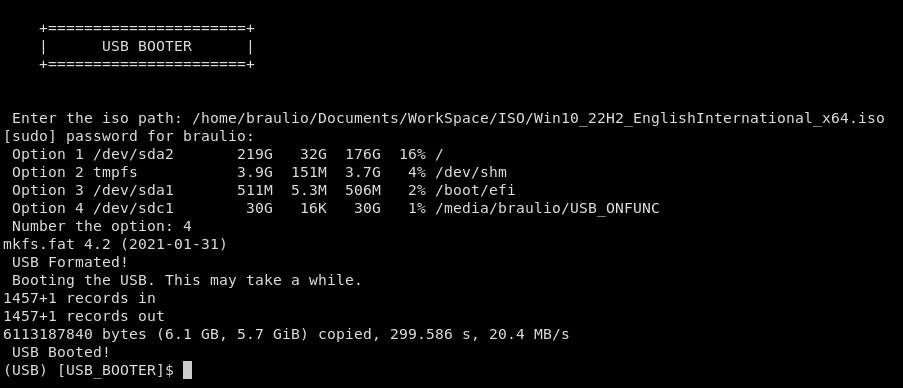 +======================+
|      USB BOOTER      |
+======================+
Enter the iso path: /home/braulio/Documents/WorkSpace/ISO/Win10_22H2_EnglishInternational_x64.iso
[sudo] password for braulio:
Option 1 /dev/sda2       219G   32G  176G  16% /
Option 2 tmpfs           3.9G  151M  3.7G   4% /dev/shm
Option 3 /dev/sda1       511M  5.3M  506M   2% /boot/efi
Option 4 /dev/sdc1        30G   16K   30G   1% /media/braulio/USB_ONFUNC
Number the option: 4
mkfs.fat 4.2 (2021-01-31)
USB Formated!
Booting the USB. This may take a while.
1457+1 records in
1457+1 records out
6113187840 bytes (6.1 GB, 5.7 GiB) copied, 299.586 s, 20.4 MB/s
USB Booted!
(USB) [USB_BOOTER]$